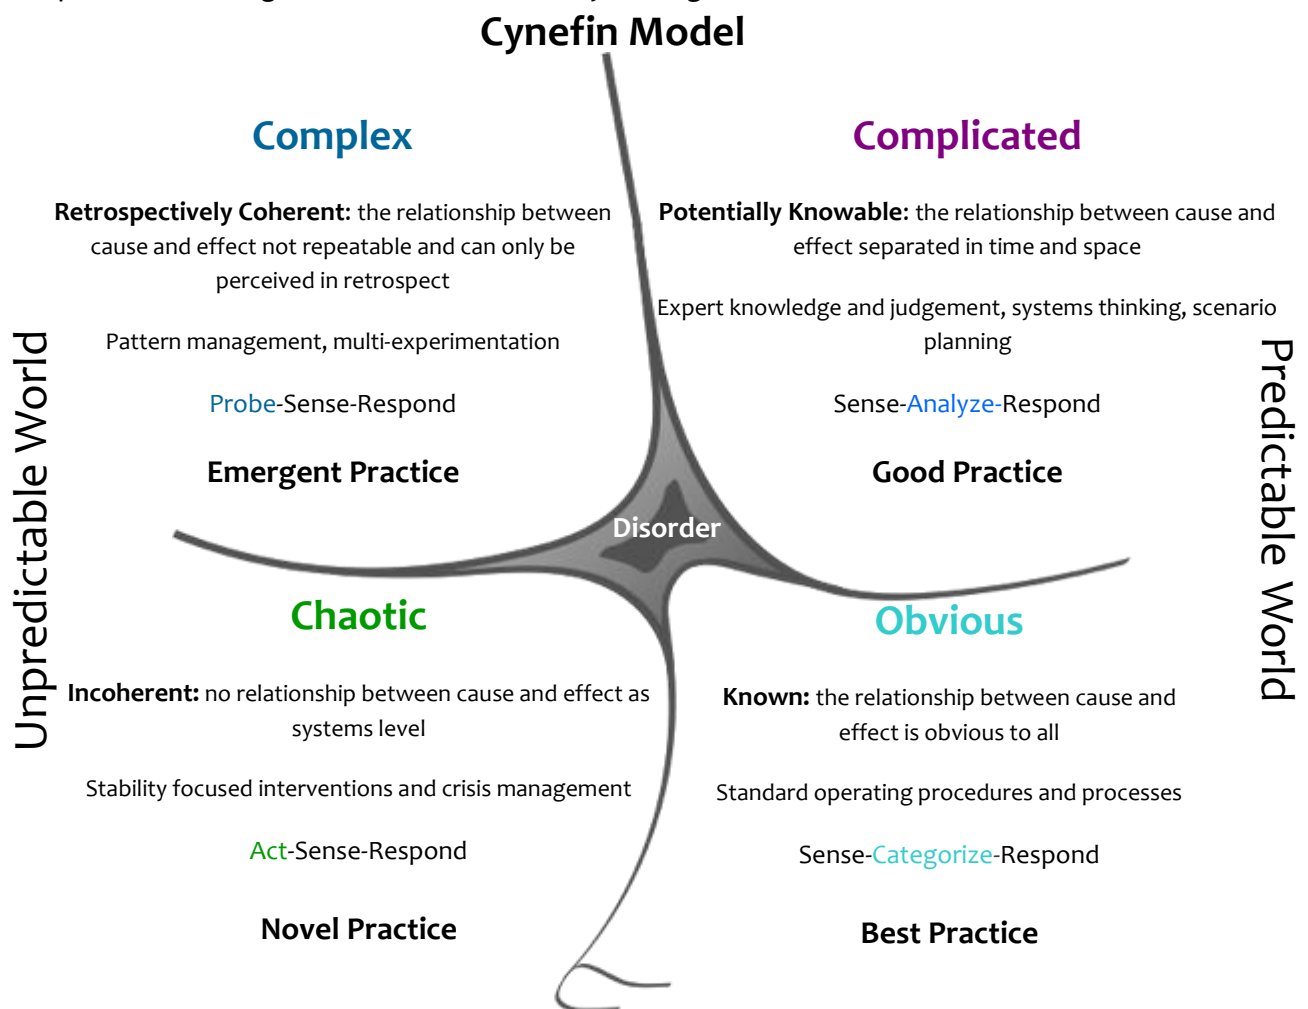 Cynefin Model
Complex
Retrospectively Coherent: the relationship between
cause and effect not repeatable and can only be
perceived in retrospect
Pattern management, multi-experimentation
Probe-Sense-Respond
Emergent Practice
Complicated
Potentially Knowable: the relationship between cause and
effect separated in time and space
Expert knowledge and judgement, systems thinking, scenario
planning
Sense-Analyze-Respond
Good Practice
Unpredictable World
Disorder
Predictable World
Chaotic
Incoherent: no relationship between cause and effect as
systems level
Stability focused interventions and crisis management
Act-Sense-Respond
Novel Practice
Obvious
Known: the relationship between cause and
effect is obvious to all
Standard operating procedures and processes
Sense-Categorize-Respond
Best Practice